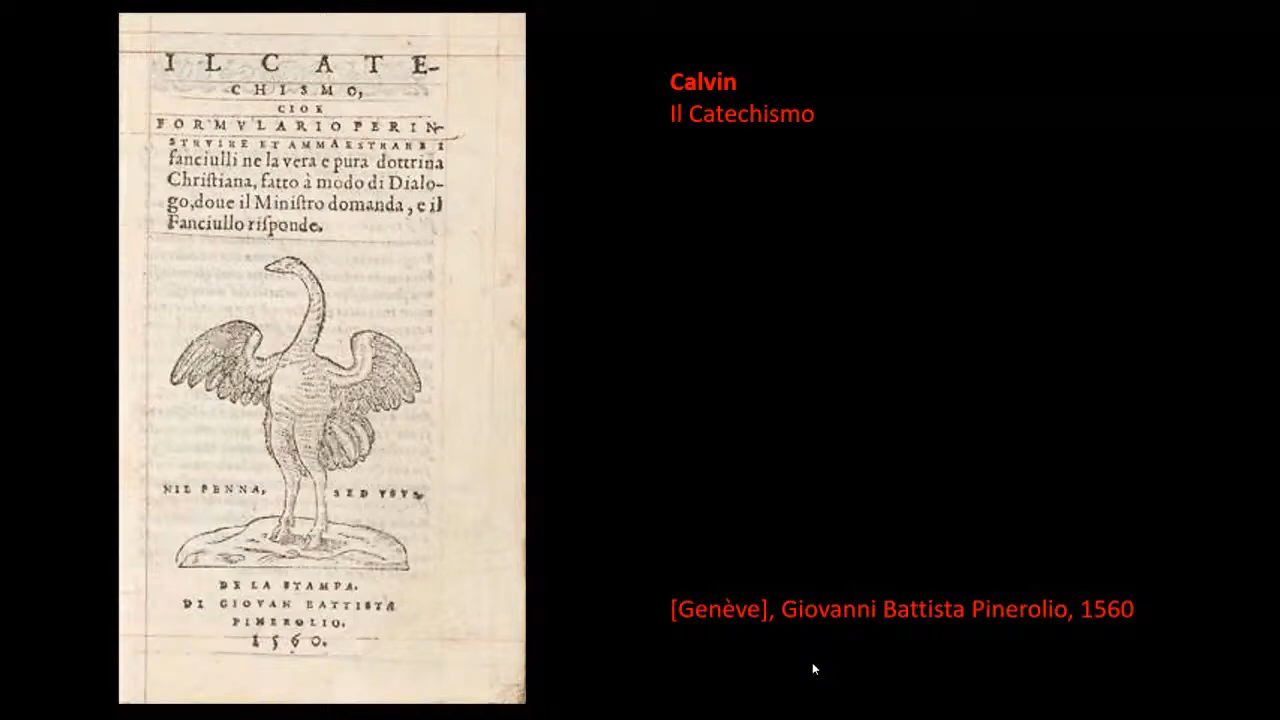 IL CATE-
CHISMO,
CIOE
FORMVLARIO PER IN-
STRVIRE ET AMMAESTRARE I
fanciulli ne la vera e pura dottrina
Chriſtiana, fatto à modo di Dialo-
go,doue il Miniſtro domanda, e il
Fanciullo riſponde.
NIL PENNA, SED VSVS.
DE LA STAMPA.
DI GIOVAN BATTISTA
PINEROLIO.
1560.
Calvin
Il Catechismo
[Genève], Giovanni Battista Pinerolio, 1560